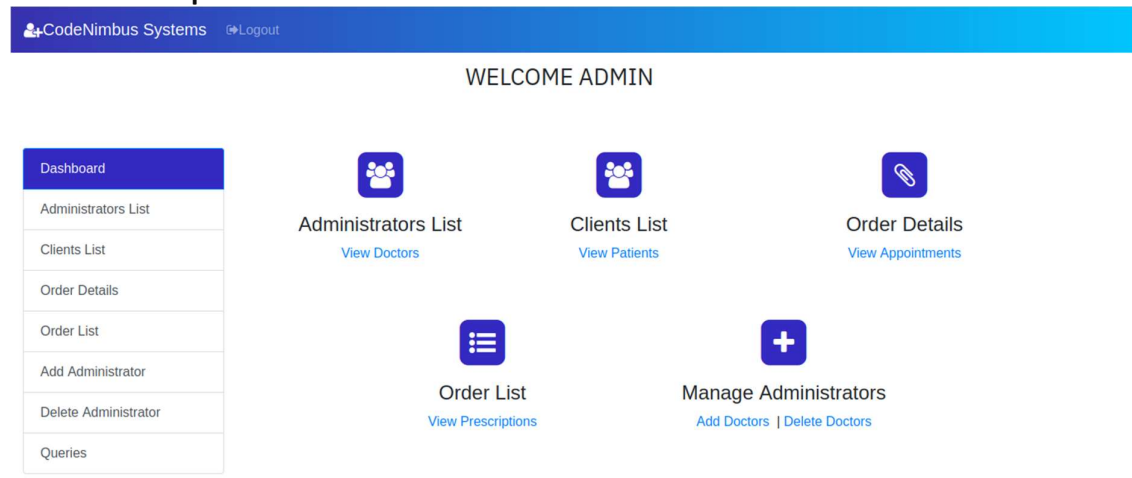 CodeNimbus Systems Logout
WELCOME ADMIN
Dashboard
Administrators List
Clients List
Order Details
Order List
Add Administrator
Delete Administrator
Queries
Administrators List
View Doctors
Clients List
View Patients
Order Details
View Appointments
Order List
View Prescriptions
Manage Administrators
Add Doctors | Delete Doctors